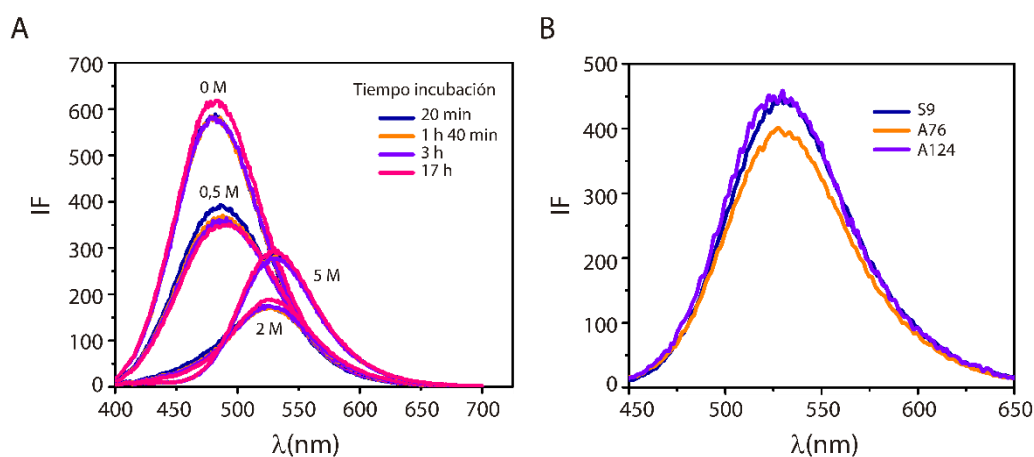 A
700
600
500
400
300
200
100
0
IF
400 450 500 550 600 650 700
λ(nm)
0 M
0,5 M
5 M
2 M
Tiempo incubación
20 min
1 h 40 min
3 h
17 h
B
500
400
300
200
100
0
IF
450 500 550 600 650
λ(nm)
S9
A76
A124